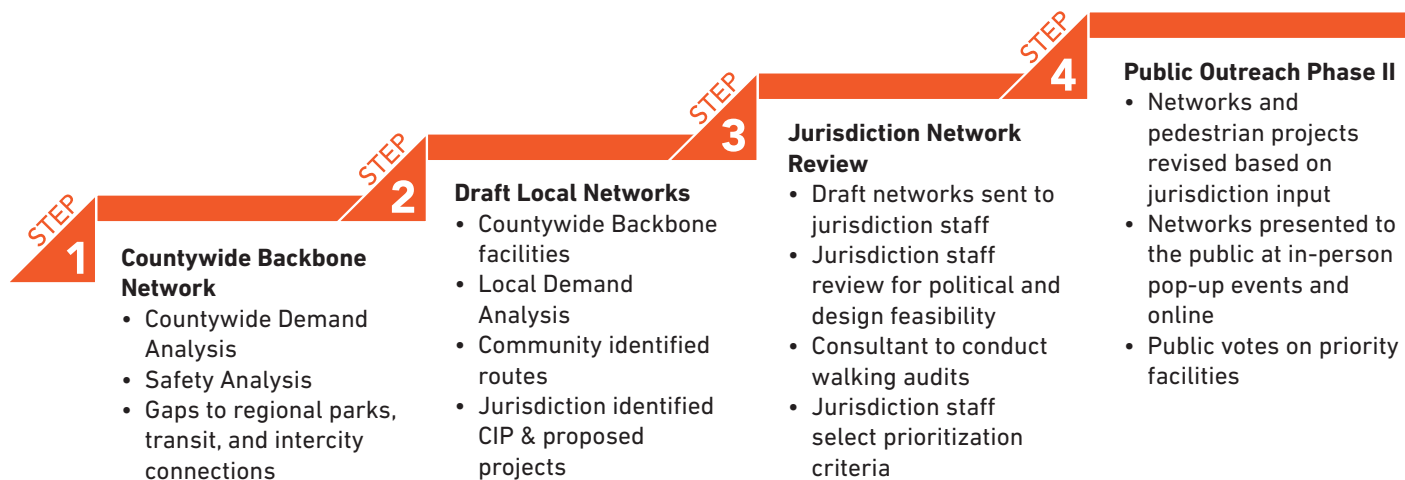 STEP
1
Countywide Backbone
Network
• Countywide Demand
Analysis
• Safety Analysis
• Gaps to regional parks,
transit, and intercity
connections
STEP
2
Draft Local Networks
• Countywide Backbone
facilities
• Local Demand
Analysis
• Community identified
routes
• Jurisdiction identified
CIP & proposed
projects
STEP
3
Jurisdiction Network
Review
• Draft networks sent to
jurisdiction staff
• Jurisdiction staff
review for political and
design feasibility
• Consultant to conduct
walking audits
• Jurisdiction staff
select prioritization
criteria
STEP
4
Public Outreach Phase II
• Networks and
pedestrian projects
revised based on
jurisdiction input
• Networks presented to
the public at in-person
pop-up events and
online
• Public votes on priority
facilities